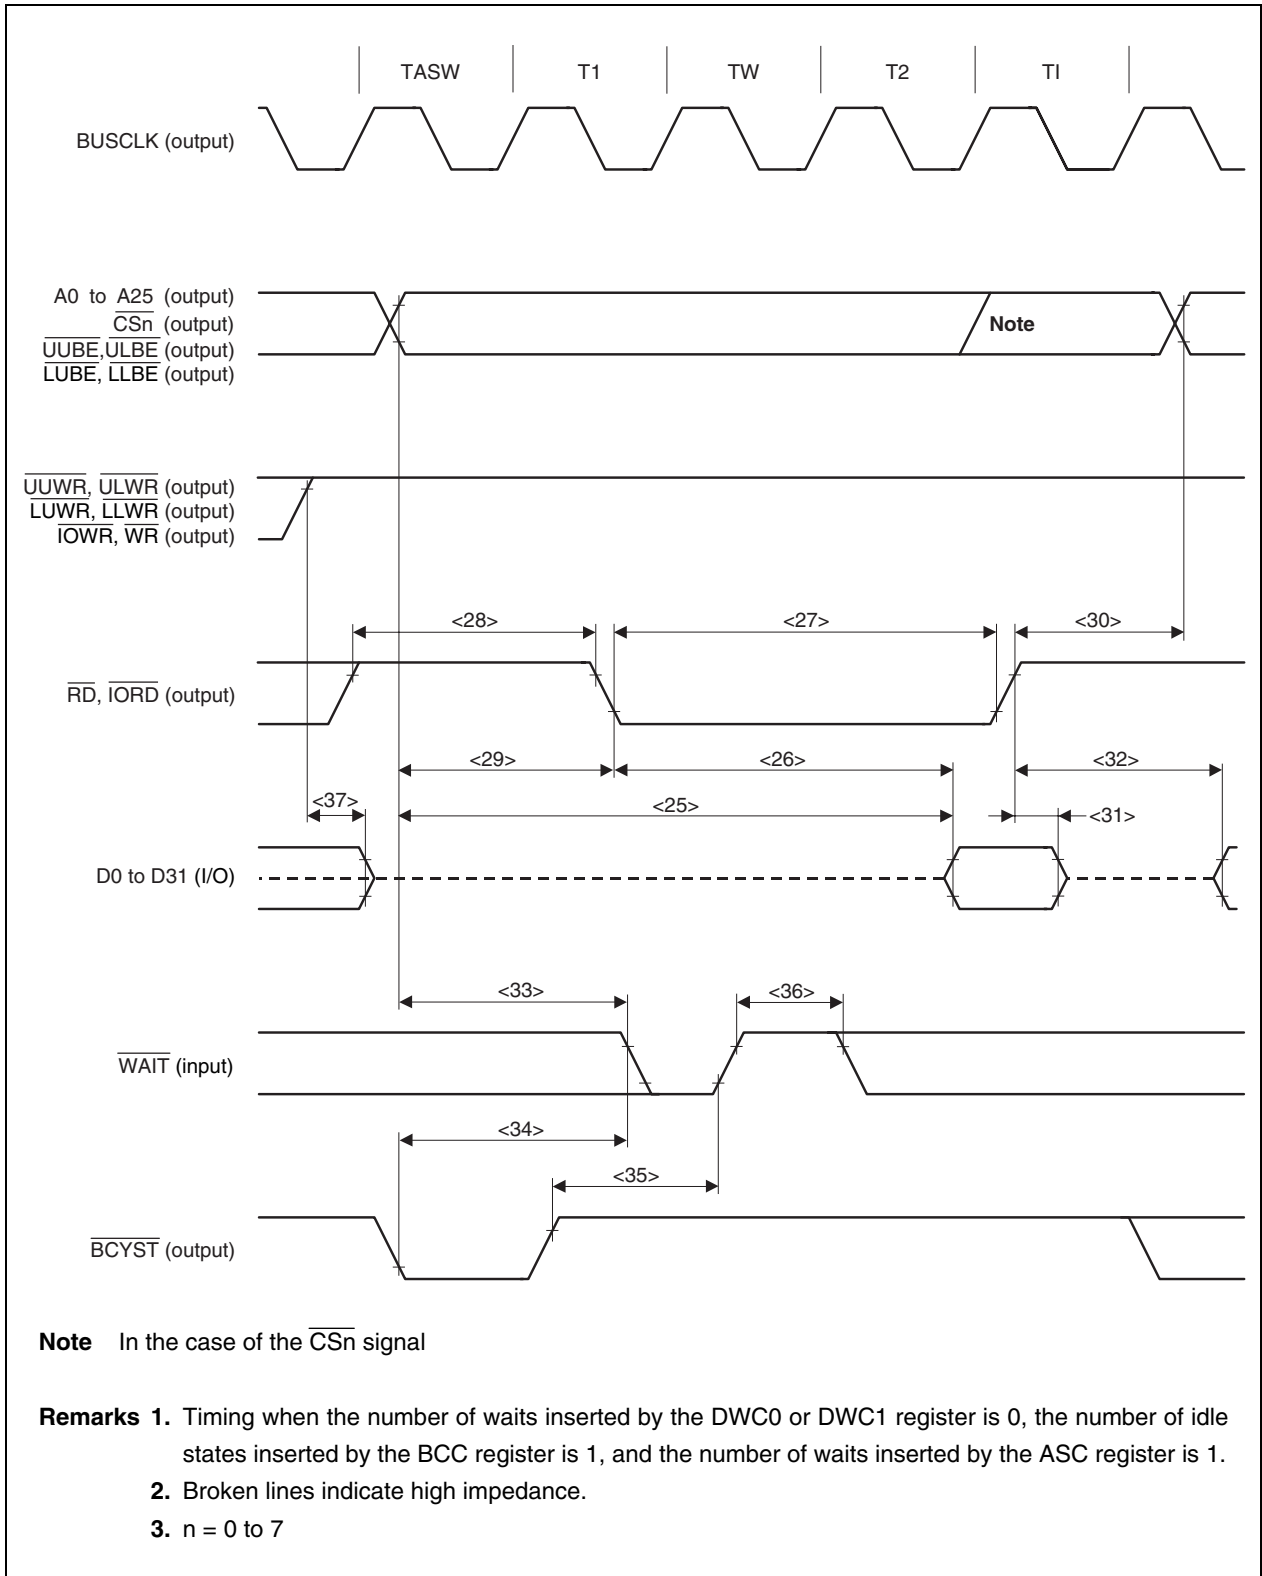 TASW T1 TW T2 TI
BUSCLK (output)
A0 to A25 (output)
CSn (output)
Note
UUBE,ULBE (output)
LUBE, LLBE (output)
UUWR, ULWR (output)
LUWR, LLWR (output)
IOWR, WR (output)
<28> <27> <30>
RD, IORD (output)
<29> <26> <32>
<37> <25> <31>
D0 to D31 (I/O)
<33> <36>
WAIT (input)
<34>
<35>
BCYST (output)
Note In the case of the CSn signal
Remarks 1. Timing when the number of waits inserted by the DWC0 or DWC1 register is 0, the number of idle
states inserted by the BCC register is 1, and the number of waits inserted by the ASC register is 1.
2. Broken lines indicate high impedance.
3. n = 0 to 7